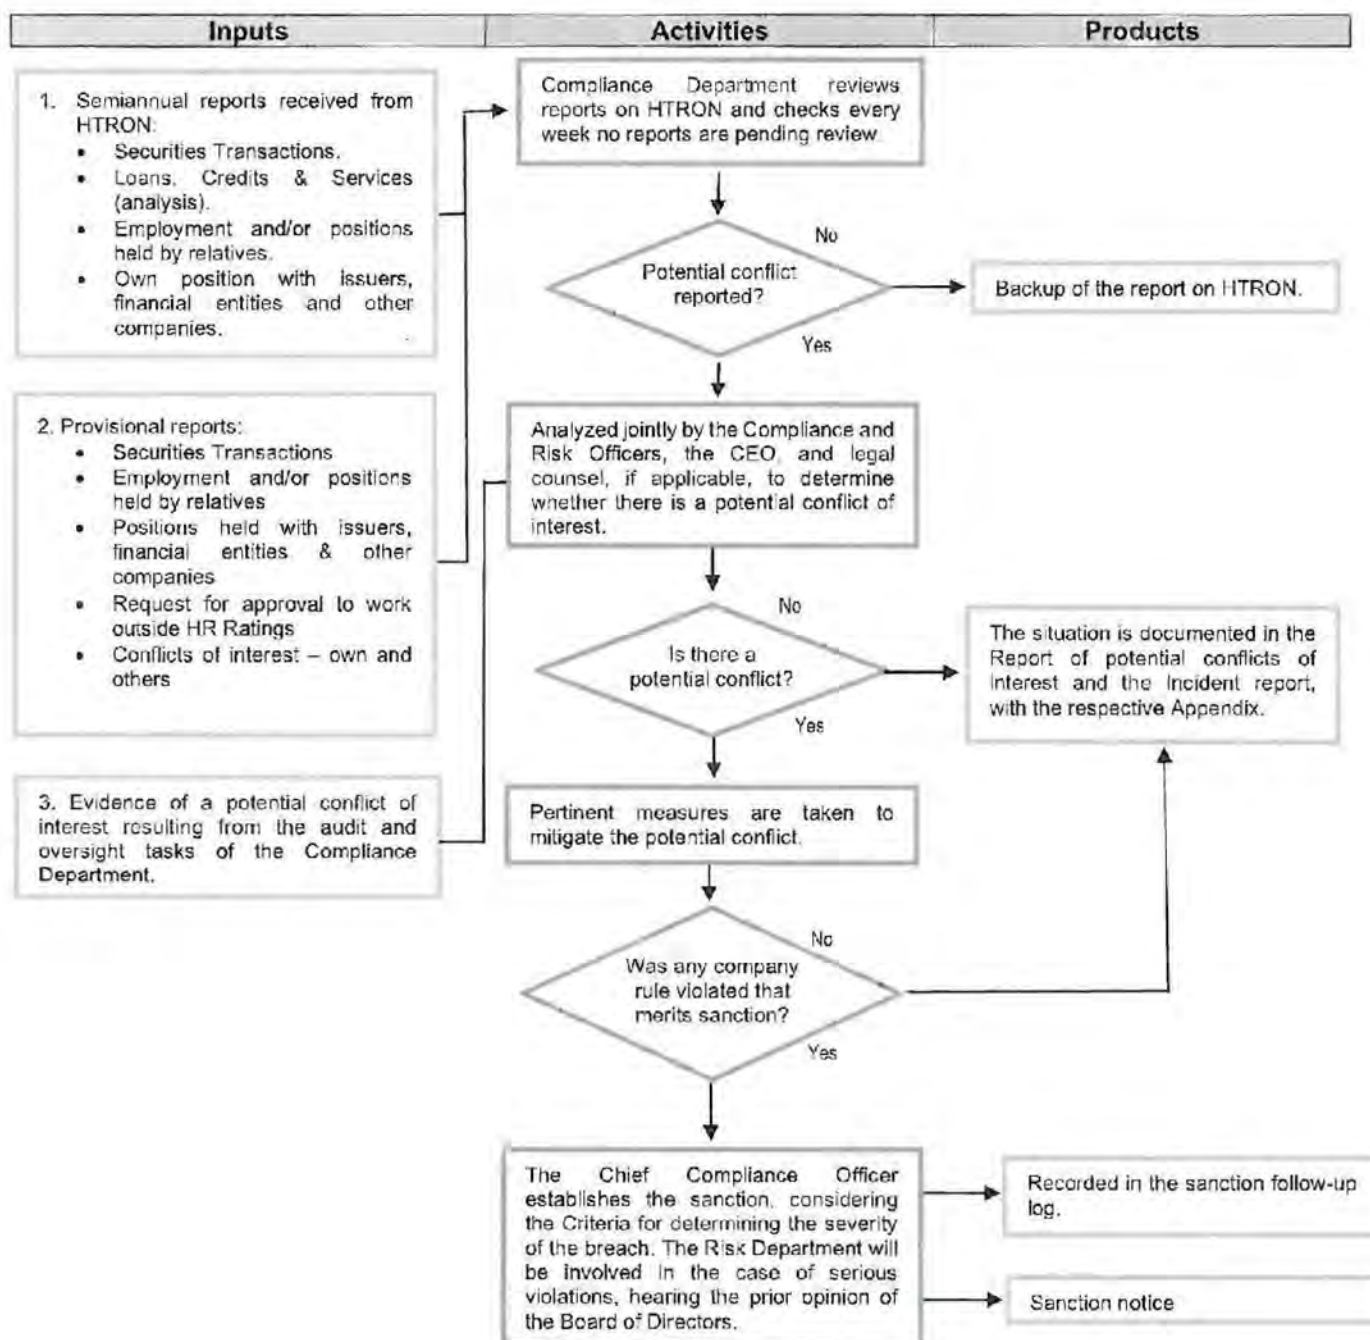 Inputs
Activities
Products
1. Semiannual reports received from
HTRON:
• Securities Transactions.
• Loans, Credits & Services
(analysis).
• Employment and/or positions
held by relatives.
• Own position with issuers,
financial entities and other
companies.
2. Provisional reports:
• Securities Transactions
• Employment and/or positions
held by relatives
• Positions held with issuers,
financial entities & other
companies
• Request for approval to work
outside HR Ratings
• Conflicts of interest – own and
others
3. Evidence of a potential conflict of
interest resulting from the audit and
oversight tasks of the Compliance
Department.
Compliance Department reviews
reports on HTRON and checks every
week no reports are pending review.
Potential conflict
reported?
No
Yes
Backup of the report on HTRON.
Analyzed jointly by the Compliance and
Risk Officers, the CEO, and legal
counsel, if applicable, to determine
whether there is a potential conflict of
interest.
Is there a
potential conflict?
No
Yes
The situation is documented in the
Report of potential conflicts of
Interest and the Incident report,
with the respective Appendix.
Pertinent measures are taken to
mitigate the potential conflict.
Was any company
rule violated that
merits sanction?
No
Yes
The Chief Compliance Officer
establishes the sanction, considering
the Criteria for determining the severity
of the breach. The Risk Department will
be involved in the case of serious
violations, hearing the prior opinion of
the Board of Directors.
Recorded in the sanction follow-up
log.
Sanction notice